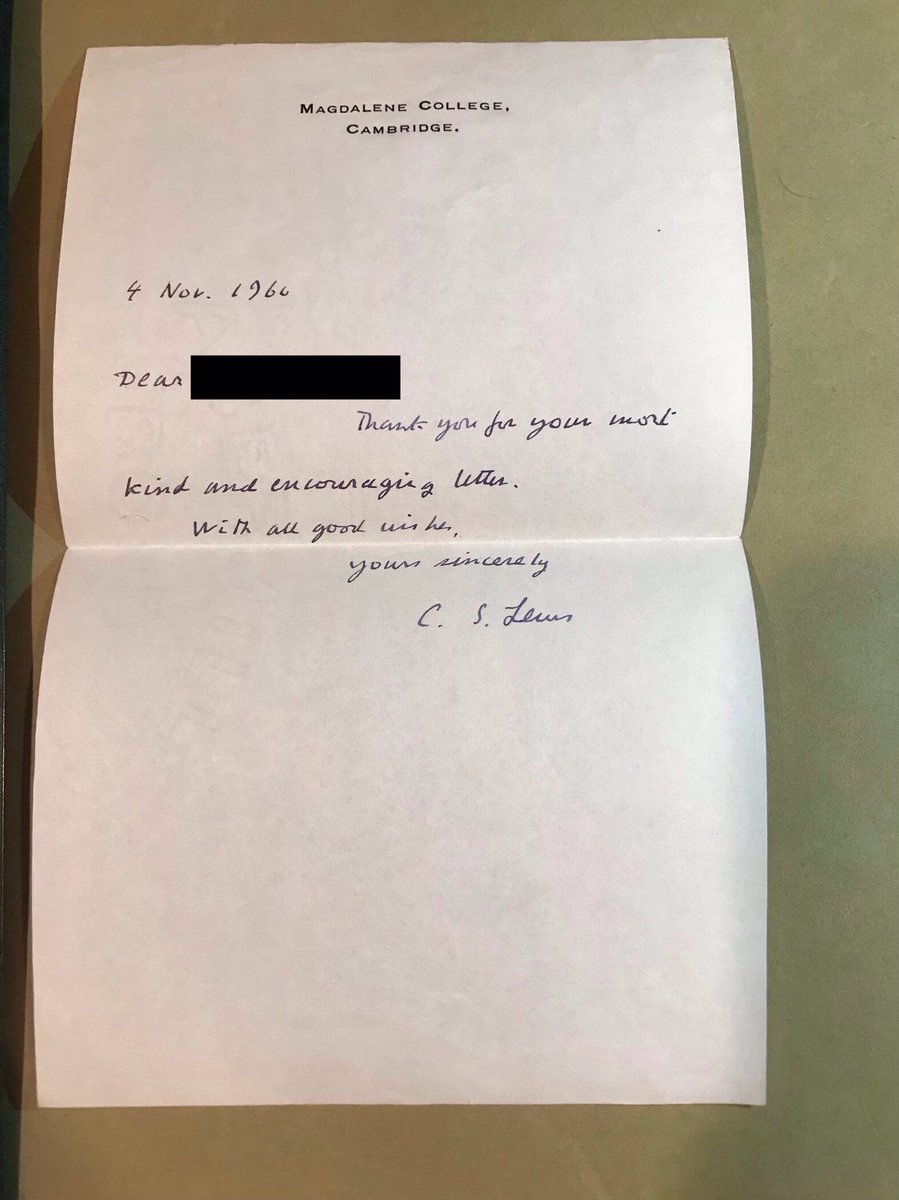 MAGDALENE COLLEGE,
CAMBRIDGE.
4 Nov. 1960
Dear
Thank you for your most
kind and encouraging letter.
With all good wishes,
yours sincerely
C. S. Lewis